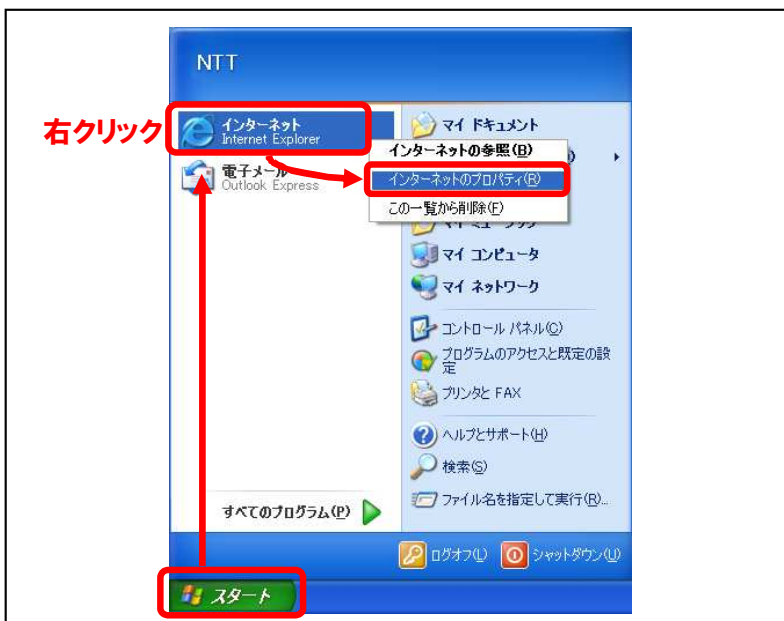 NTT
右クリック
インターネット
Internet Explorer
電子メール
Outlook Express
マイ ドキュメント
インターネットの参照(B)
インターネットのプロパティ(R)
この一覧から削除(F)
マイ コンピュータ
マイ ネットワーク
コントロール パネル(C)
プログラムのアクセスと既定の設
定
プリンタと FAX
ヘルプとサポート(H)
検索(S)
ファイル名を指定して実行(R)...
すべてのプログラム(P)
ログオフ(L)
シャットダウン(U)
スタート